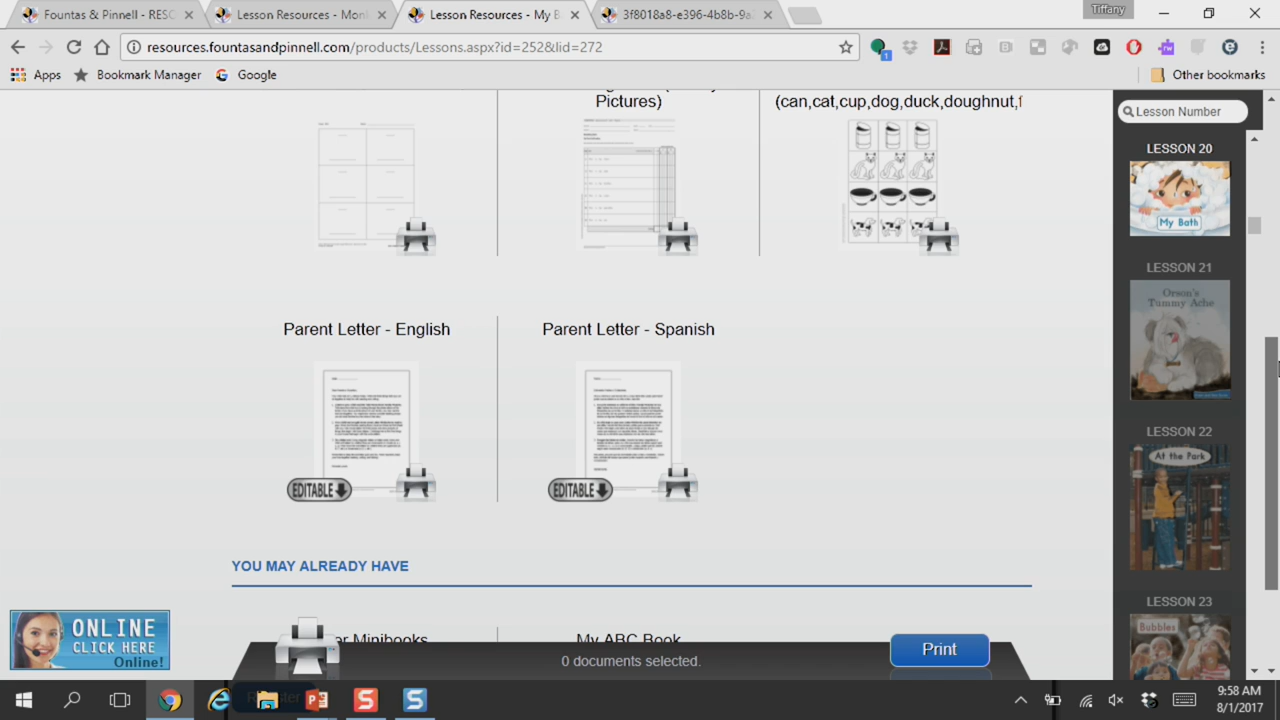 Fountas & Pinnell - RESC
Lesson Resources - Monk
Lesson Resources - My B
3f8018a8-e396-4b8b-9a
Tiffany
resources.fountasandpinnell.com/products/Lessons.aspx?id=252&lid=272
Apps
Bookmark Manager
Google
Other bookmarks
Pictures)
(can,cat,cup,dog,duck,doughnut,f
Lesson Number
LESSON 20
My Bath
LESSON 21
Orson's
Tummy Ache
Parent Letter - English
Parent Letter - Spanish
EDITABLE
EDITABLE
LESSON 22
At the Park
YOU MAY ALREADY HAVE
LESSON 23
Bubbles
or Minibooks
My ABC Book
ONLINE
CLICK HERE
Online!
0 documents selected.
Print
9:58 AM
8/1/2017